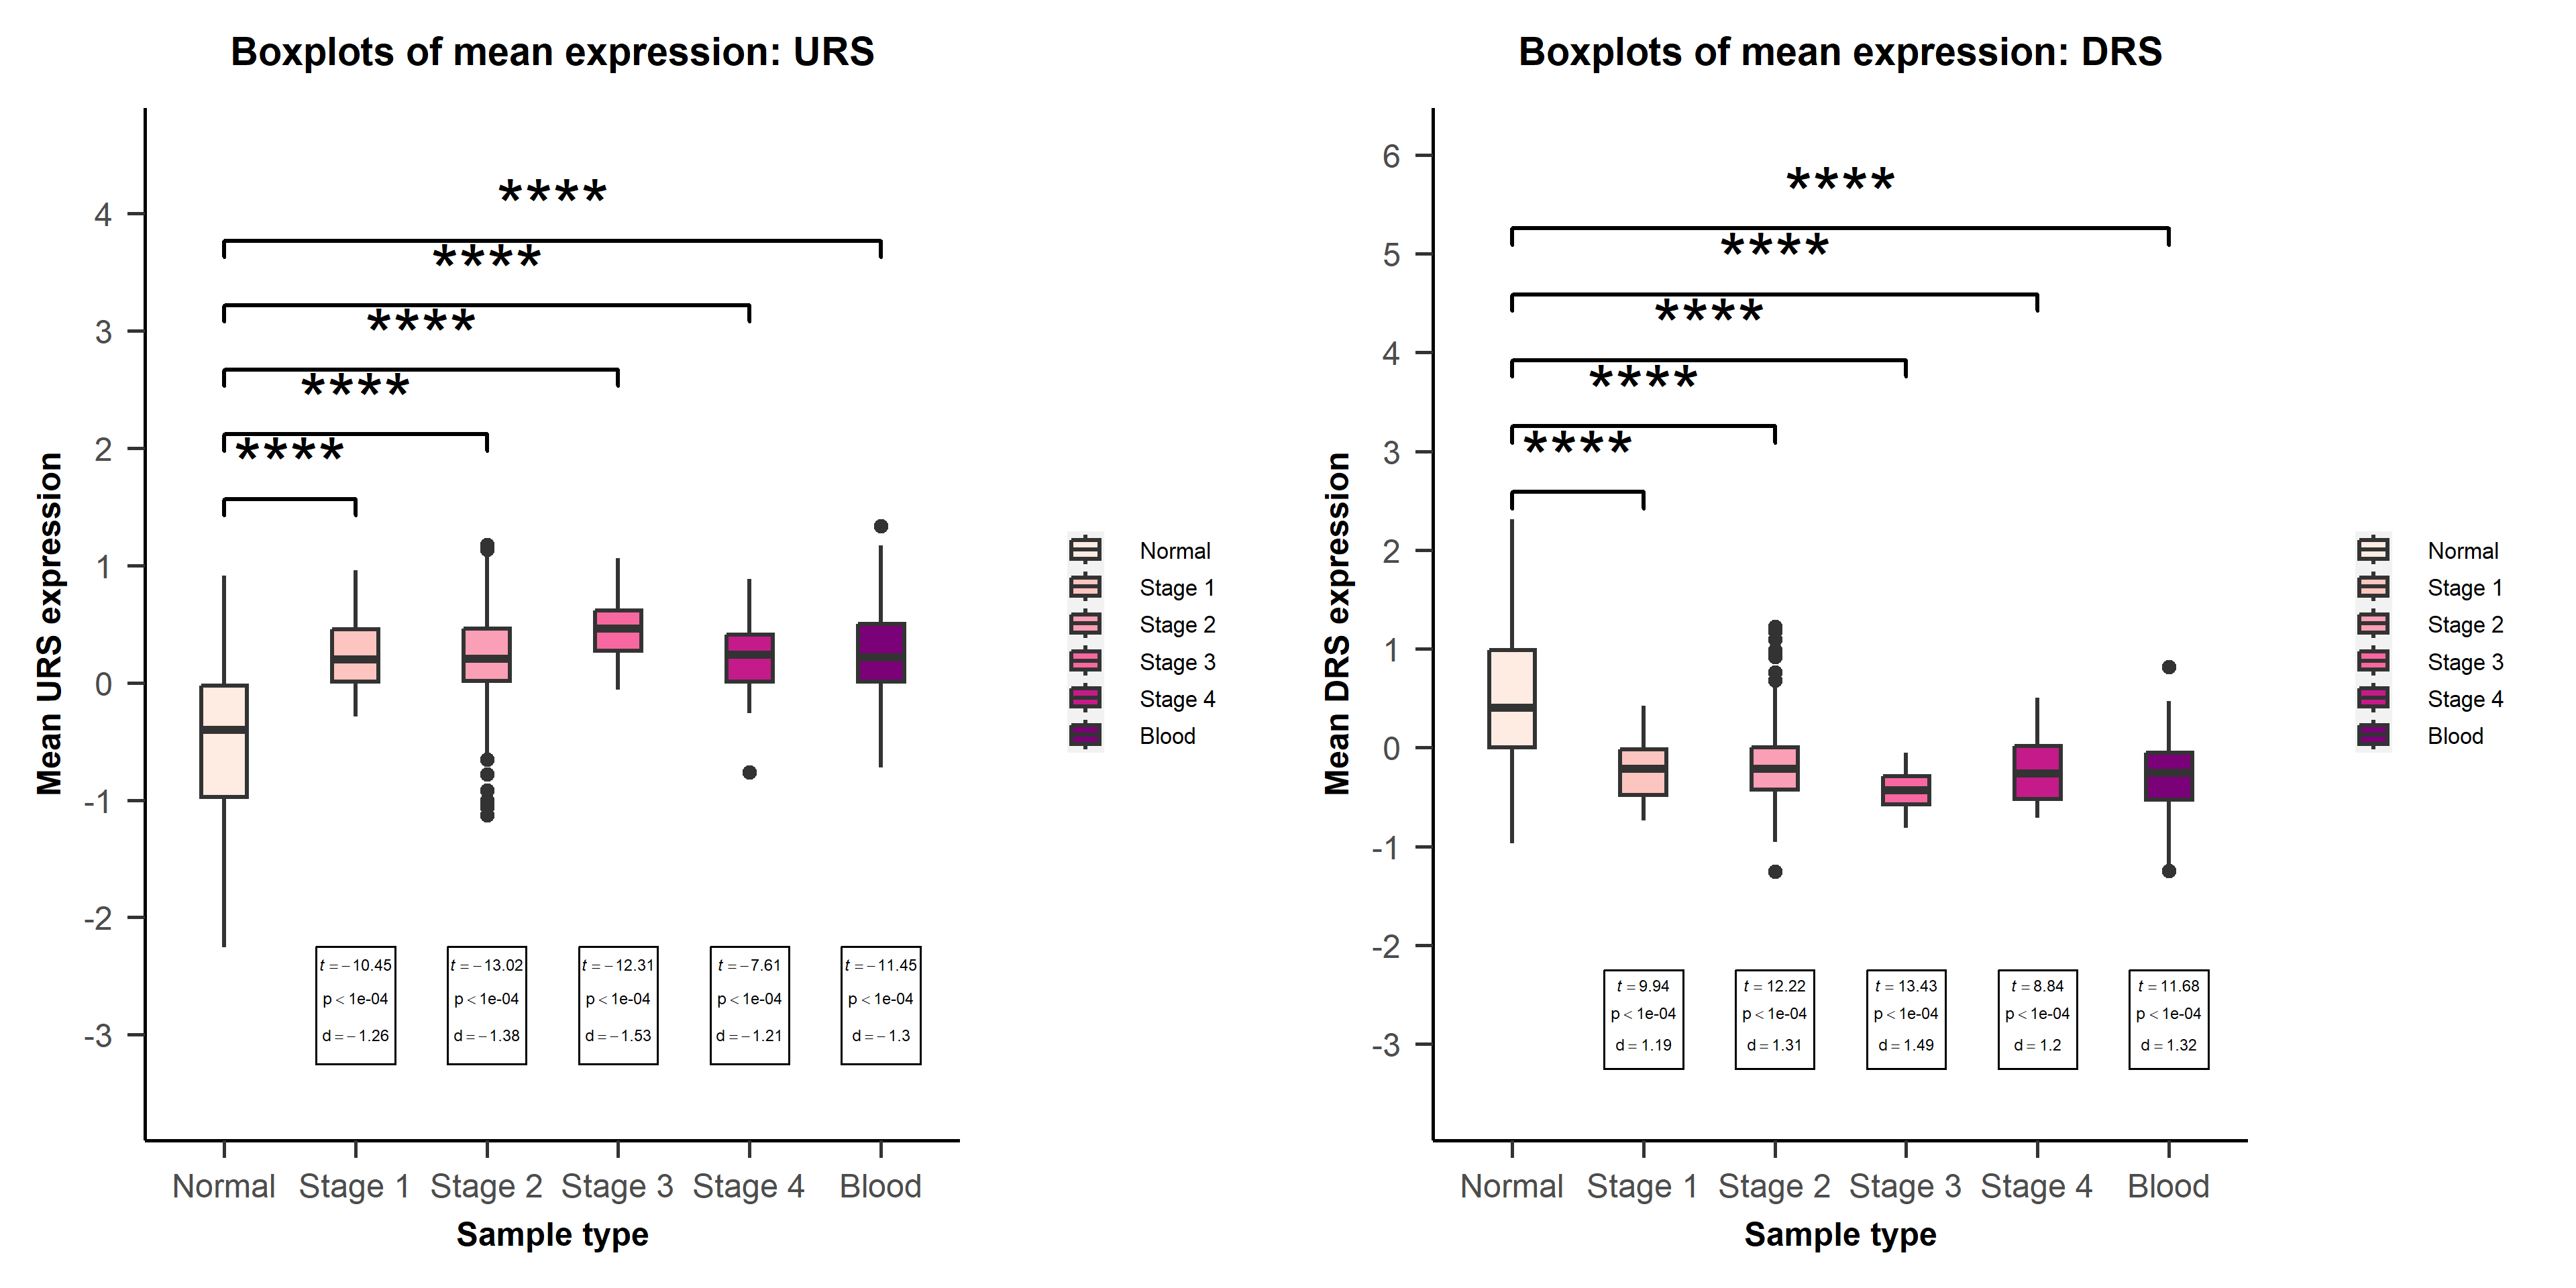 Boxplots of mean expression: URS
Mean URS expression
4
3
2
1
0
-1
-2
-3
****
****
****
****
****
t = − 10.45
p < 1e-04
d = − 1.26
t = − 13.02
p < 1e-04
d = − 1.38
t = − 12.31
p < 1e-04
d = − 1.53
t = − 7.61
p < 1e-04
d = − 1.21
t = − 11.45
p < 1e-04
d = − 1.3
Normal Stage 1 Stage 2 Stage 3 Stage 4 Blood
Sample type
Normal
Stage 1
Stage 2
Stage 3
Stage 4
Blood
Boxplots of mean expression: DRS
Mean DRS expression
6
5
4
3
2
1
0
-1
-2
-3
****
****
****
****
****
t = 9.94
p < 1e-04
d = 1.19
t = 12.22
p < 1e-04
d = 1.31
t = 13.43
p < 1e-04
d = 1.49
t = 8.84
p < 1e-04
d = 1.2
t = 11.68
p < 1e-04
d = 1.32
Normal Stage 1 Stage 2 Stage 3 Stage 4 Blood
Sample type
Normal
Stage 1
Stage 2
Stage 3
Stage 4
Blood